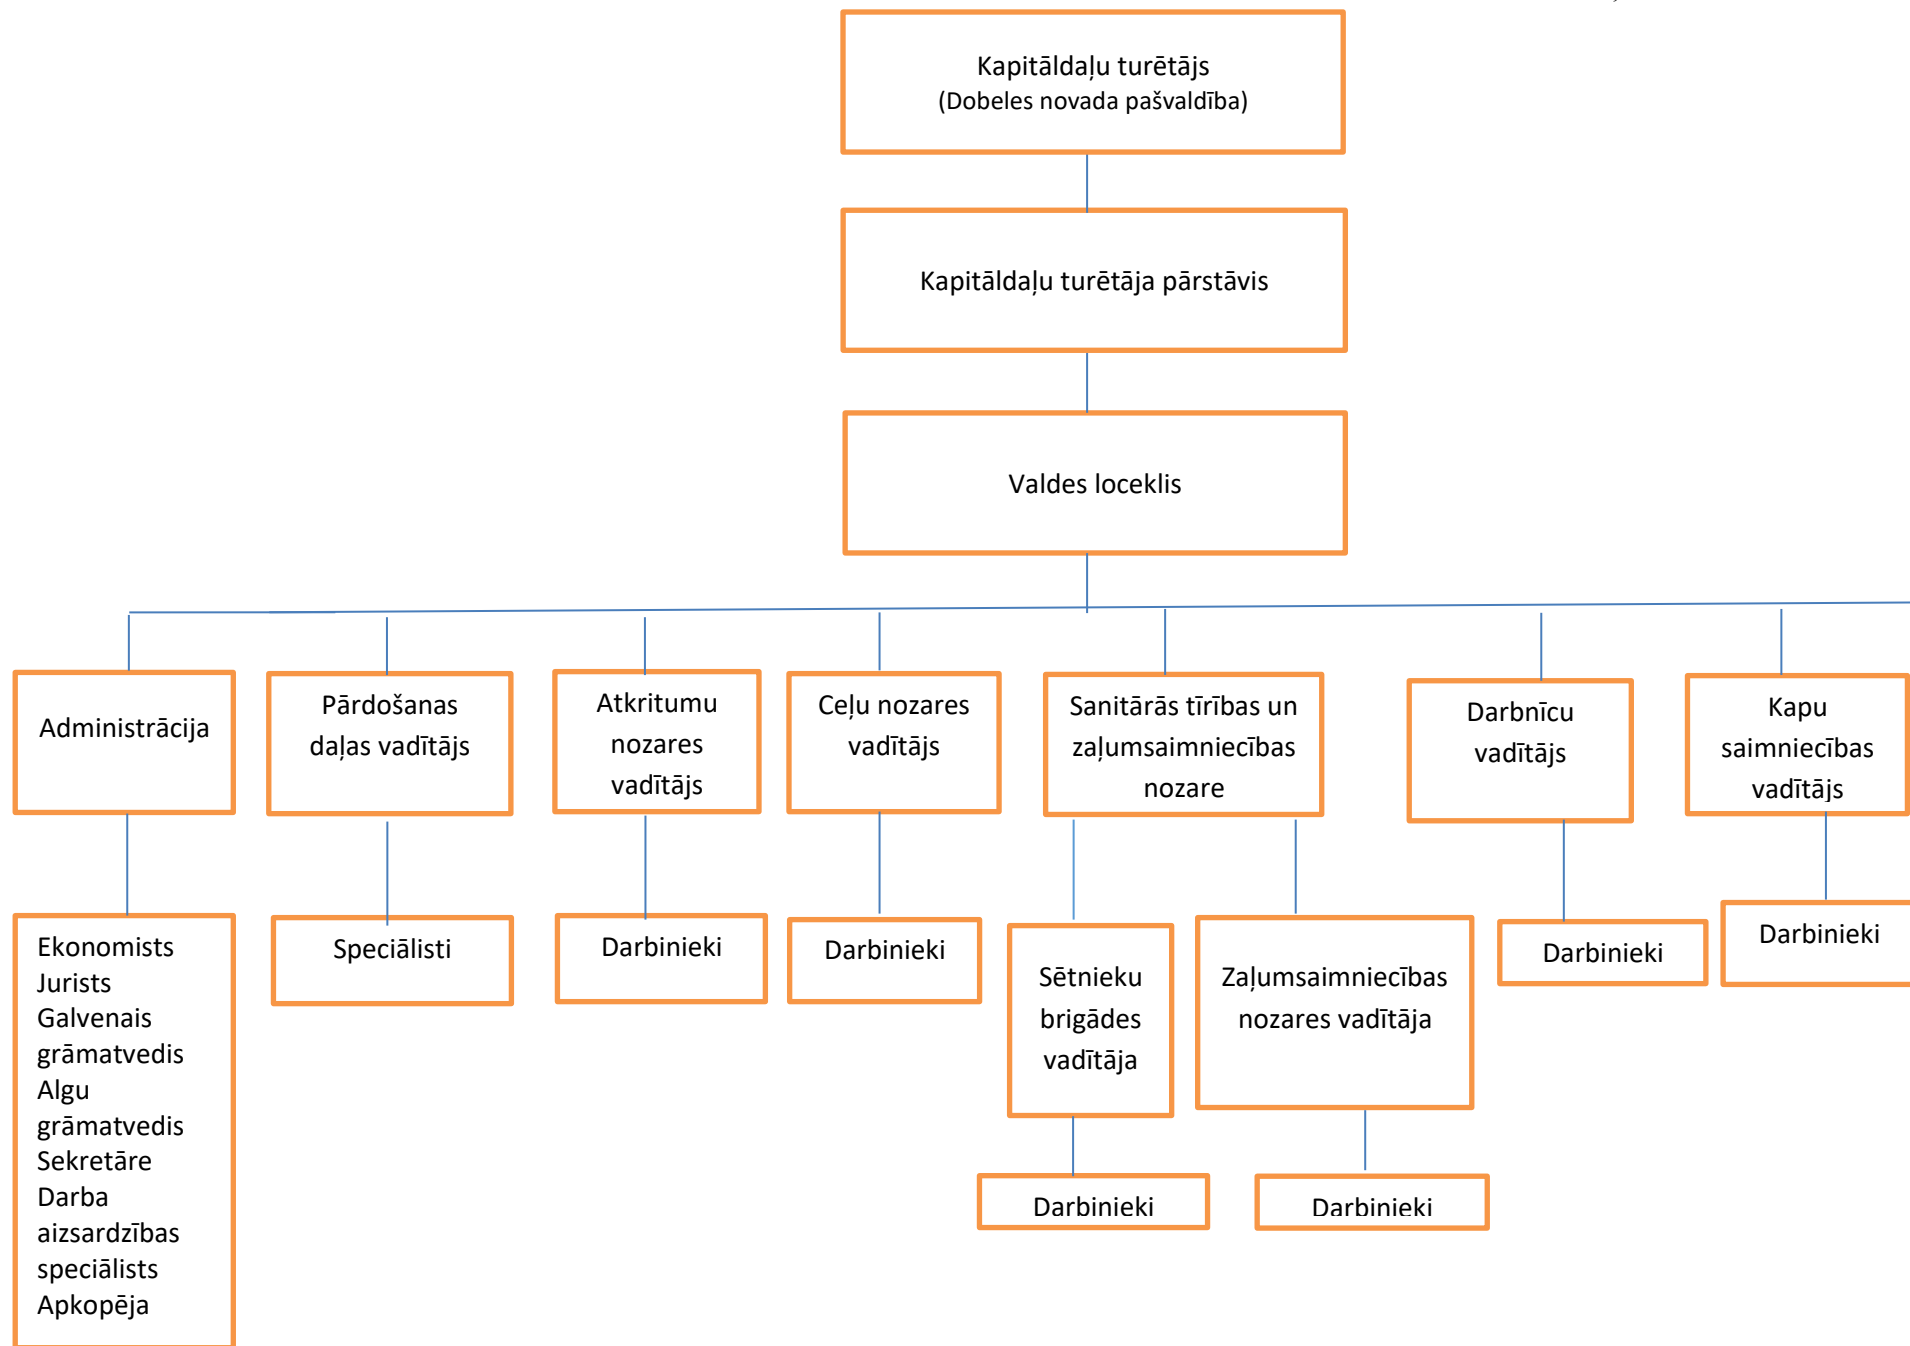 Kapitāldaļu turētājs
(Dobeles novada pašvaldība)
Kapitāldaļu turētāja pārstāvis
Valdes loceklis
Administrācija
Pārdošanas
daļas vadītājs
Atkritumu
nozares
vadītājs
Ceļu nozares
vadītājs
Sanitārās tīrības un
zaļumsaimniecības
nozare
Darbnīcu
vadītājs
Kapu
saimniecības
vadītājs
Ekonomists
Jurists
Galvenais
grāmatvedis
Algu
grāmatvedis
Sekretāre
Darba
aizsardzības
speciālists
Apkopēja
Speciālisti
Darbinieki
Darbinieki
Sētnieku
brigādes
vadītāja
Zaļumsaimniecības
nozares vadītāja
Darbinieki
Darbinieki
Darbinieki
Darbinieki